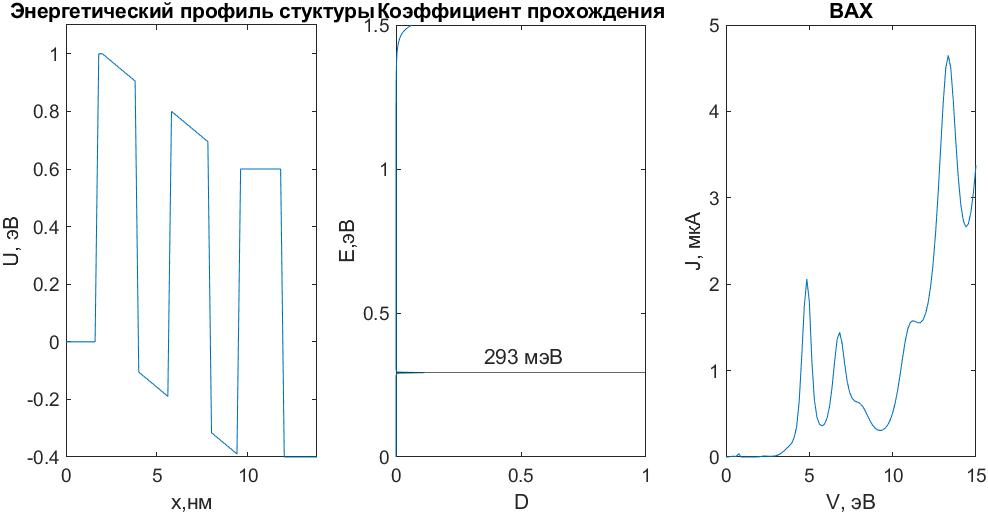 Энергетический профиль стуктуры
1
0.8
0.6
0.4
0.2
0
-0.2
-0.4
U, эВ
0
5
10
x,нм
Коэффициент прохождения
1.5
1
0.5
0
E,эВ
293 мэВ
0
0.5
1
D
ВАХ
5
4
3
2
1
0
J, мкА
0
5
10
15
V, эВ